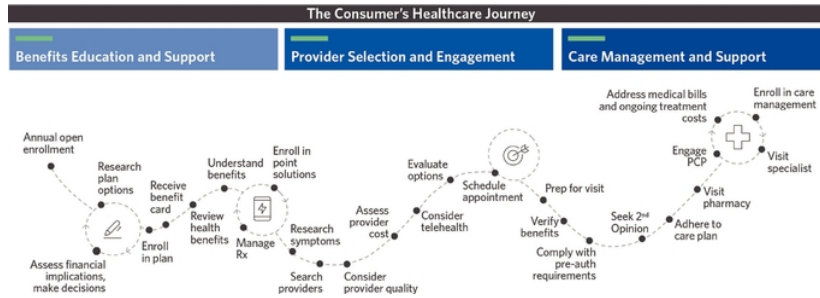 The Consumer's Healthcare Journey
Benefits Education and Support
Provider Selection and Engagement
Care Management and Support
Annual open
enrollment
Research
plan
options
Assess financial
implications,
make decisions
Enroll
in plan
Receive
benefit
card
Review
health
benefits
Understand
benefits
Manage
Rx
Enroll in
point
solutions
Research
symptoms
Search
providers
Consider
provider quality
Assess
provider
cost
Consider
telehealth
Evaluate
options
Schedule
appointment
Prep for visit
Verify
benefits
Comply with
pre-auth
requirements
Seek 2nd
Opinion
Adhere to
care plan
Visit
pharmacy
Engage
PCP
Address medical bills
and ongoing treatment
costs
Enroll in care
management
Visit
specialist